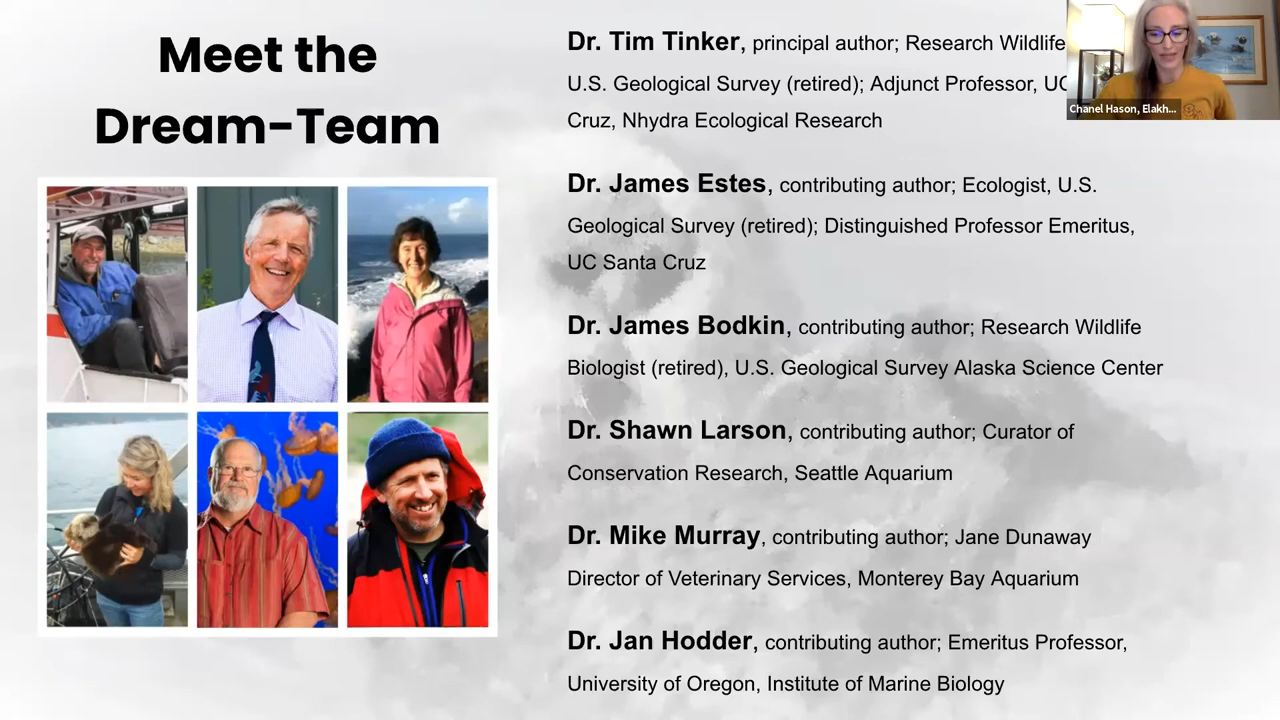 Meet the
Dream-Team
Dr. Tim Tinker, principal author; Research Wildlife
U.S. Geological Survey (retired); Adjunct Professor, UC
Cruz, Nhydra Ecological Research
Dr. James Estes, contributing author; Ecologist, U.S.
Geological Survey (retired); Distinguished Professor Emeritus,
UC Santa Cruz
Dr. James Bodkin, contributing author; Research Wildlife
Biologist (retired), U.S. Geological Survey Alaska Science Center
Dr. Shawn Larson, contributing author; Curator of
Conservation Research, Seattle Aquarium
Dr. Mike Murray, contributing author; Jane Dunaway
Director of Veterinary Services, Monterey Bay Aquarium
Dr. Jan Hodder, contributing author; Emeritus Professor,
University of Oregon, Institute of Marine Biology
Chanel Hason, Elakh...